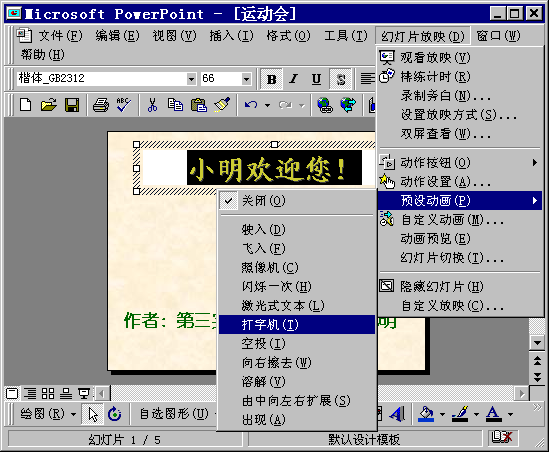 Microsoft PowerPoint - [运动会]
文件(F) 编辑(E) 视图(V) 插入(I) 格式(O) 工具(T) 幻灯片放映(D) 窗口(W)
帮助(H)
楷体_GB2312 66 B I U S
观看放映(V)
排练计时(R)
录制旁白(N)...
设置放映方式(S)...
双屏查看(W)...
动作按钮(O)
动作设置(A)...
预设动画(P)
自定义动画(M)...
动画预览(E)
幻灯片切换(T)...
隐藏幻灯片(H)
自定义放映(C)...
小明欢迎您！
关闭(O)
驶入(D)
飞入(F)
照像机(C)
闪烁一次(H)
激光式文本(L)
打字机(T)
空投(I)
向右擦去(W)
溶解(V)
由中向左右扩展(S)
出现(A)
作者：第三 明
绘图(R) 自选图形(U)
幻灯片 1 / 5 默认设计模板